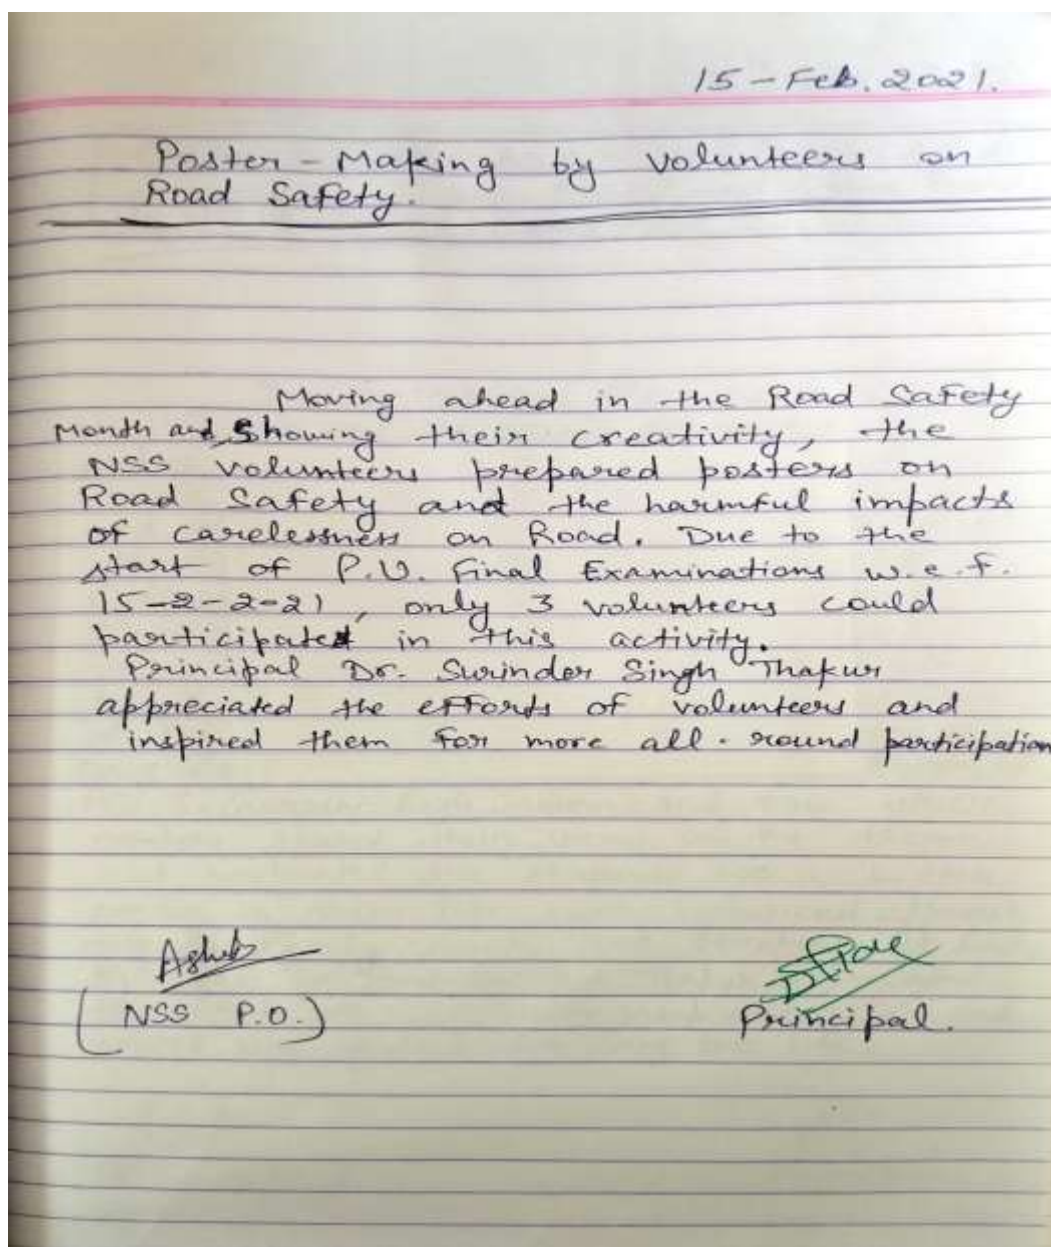 15-Feb. 2021.
Poster-Making by volunteers on
Road Safety.
Moving ahead in the Road Safety
Month and Showing their creativity, the
NSS volunteers prepared posters on
Road Safety and the harmful impacts
of carelessness on Road. Due to the
start of P.U. Final Examinations w.e.f.
15-2-2-21, only 3 volunteers could
participated in this activity.
Principal Dr. Surinder Singh Thakur
appreciated the efforts of volunteers and
inspired them for more all-round participation
(NSS P.O.)
Principal.